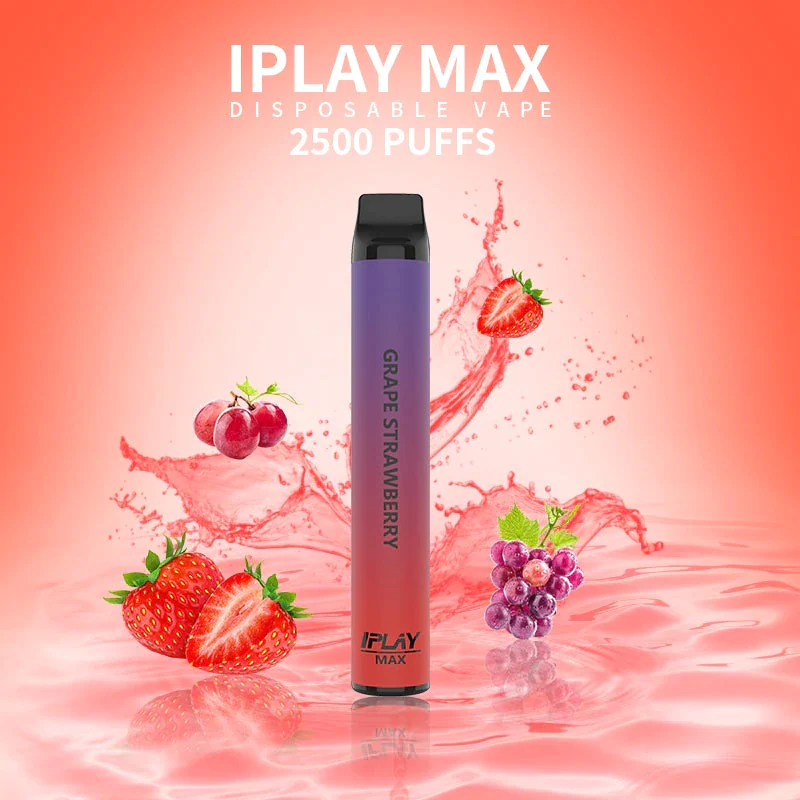 IPLAY MAX
DISPOSABLE VAPE
2500 PUFFS
GRAPE STRAWBERRY
IPLAY
MAX